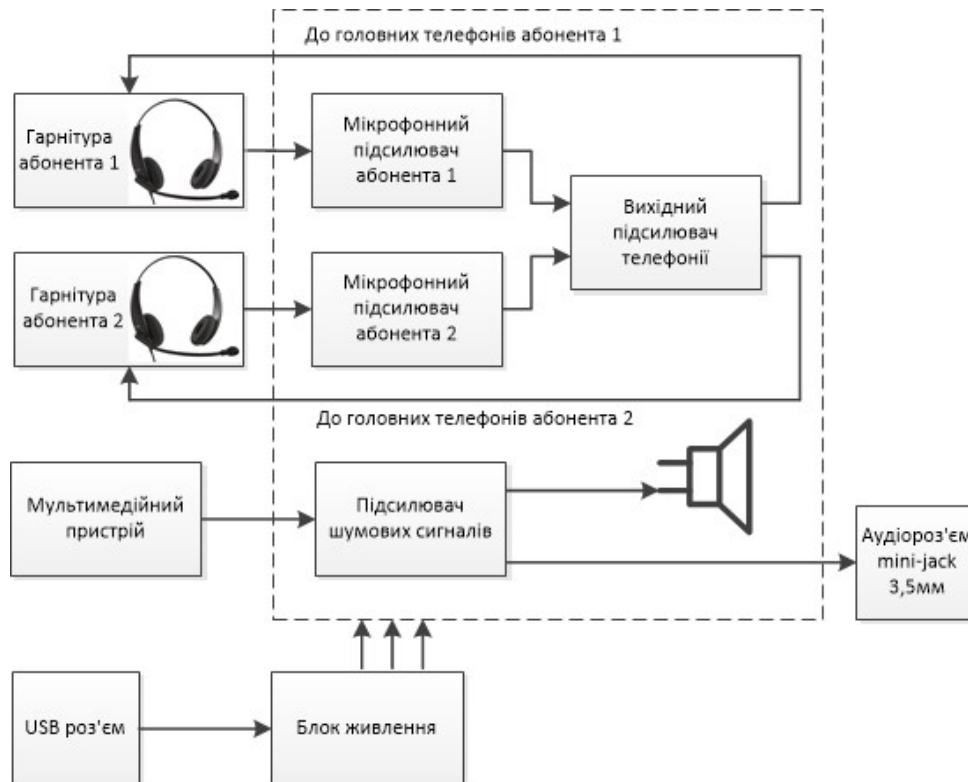 До головних телефонів абонента 1
Гарнітура
абонента 1
Мікрофонний
підсилювач
абонента 1
Вихідний
підсилювач
телефонії
Гарнітура
абонента 2
Мікрофонний
підсилювач
абонента 2
До головних телефонів абонента 2
Мультимедійний
пристрій
Підсилювач
шумових сигналів
Аудіороз'єм
mini-jack
3,5мм
USB роз'єм
Блок живлення